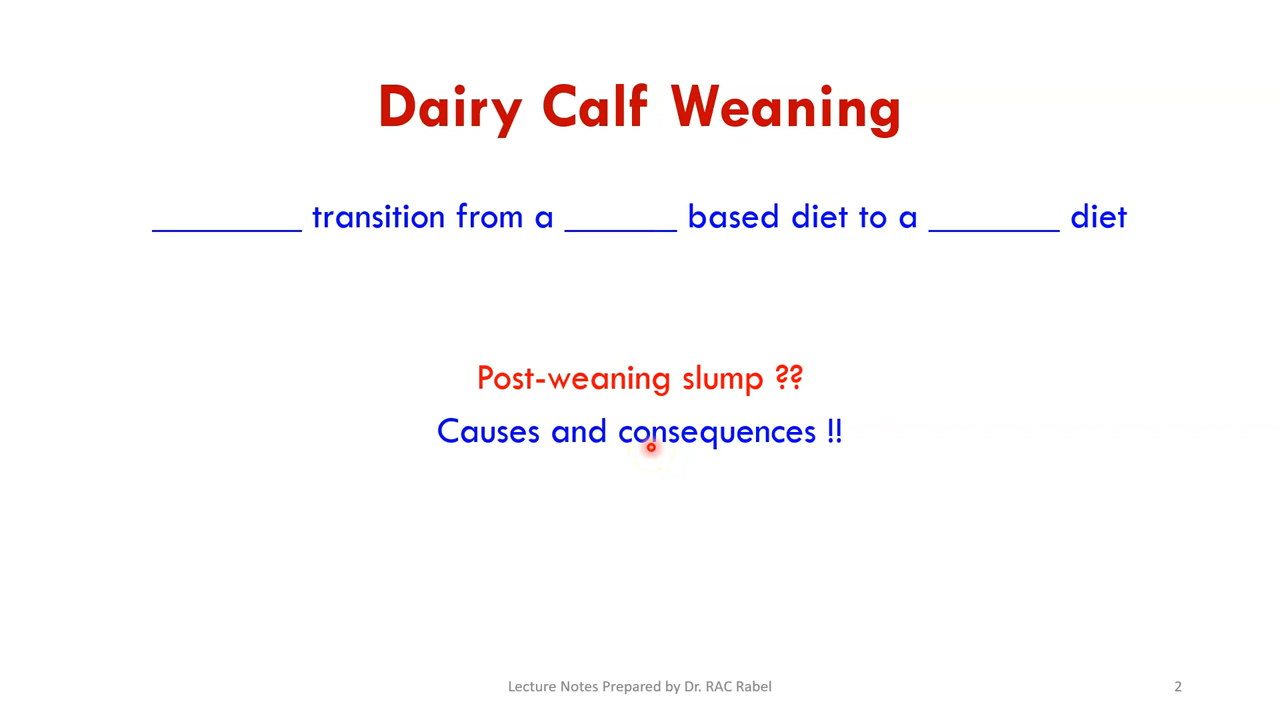 Dairy Calf Weaning
________ transition from a ______ based diet to a _______ diet
Post-weaning slump ??
Causes and consequences !!
Lecture Notes Prepared by Dr. RAC Rabel
2